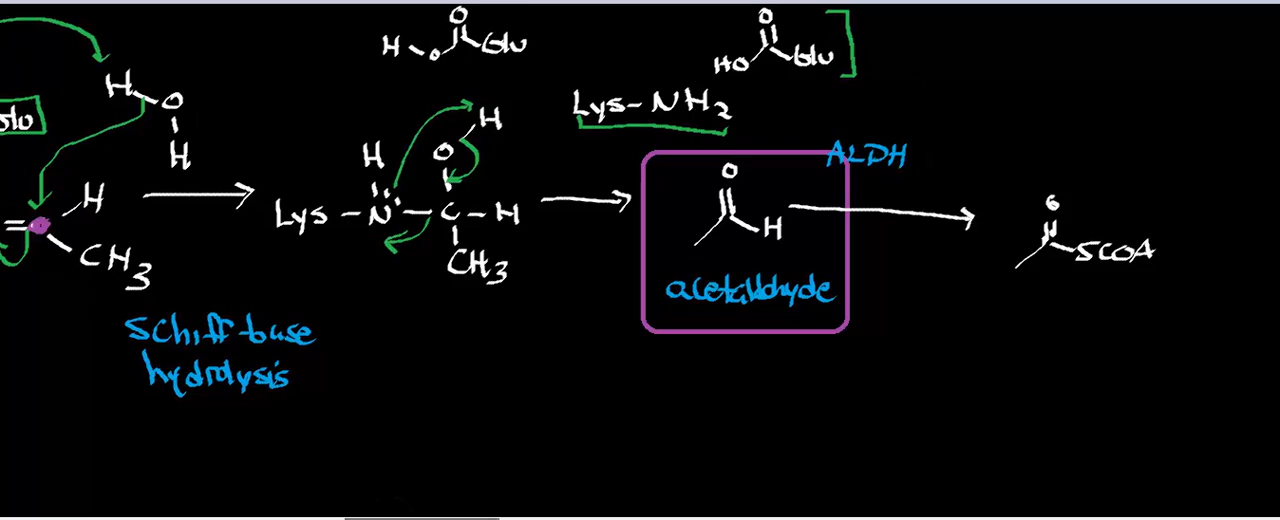 O O
H O Glu HO Glu
H O Lys-NH2
Glu
H
H O H ALDH
O
Lys-N-C-H H O
H
CH3 CH3 SCOA
acetaldehyde
Schiff base
hydrolysis